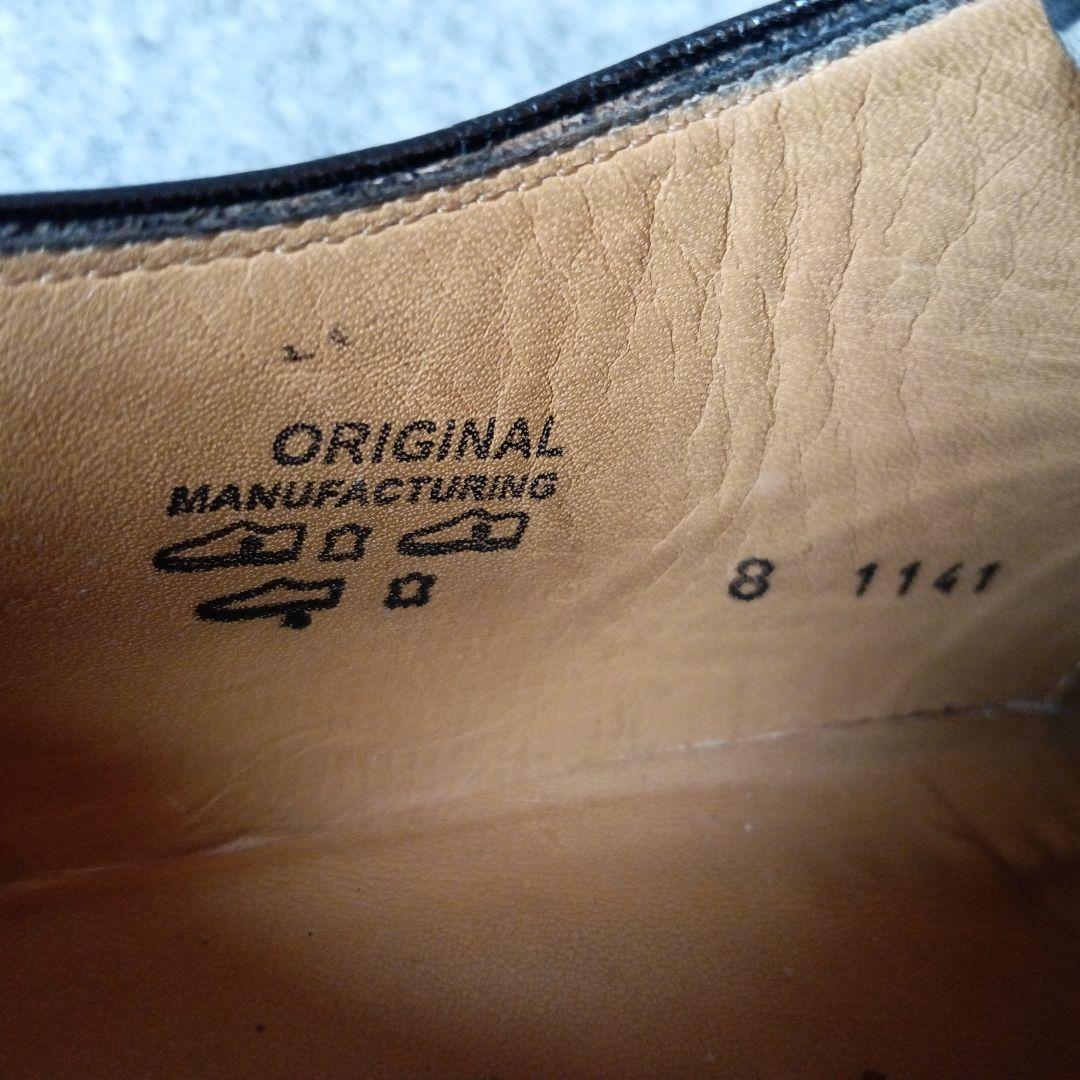 ORIGINAL
MANUFACTURING
8 1141